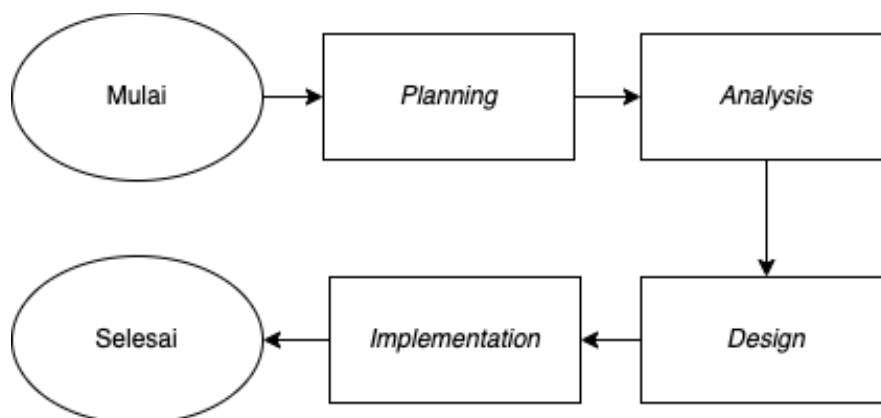 Mulai
Planning
Analysis
Design
Implementation
Selesai